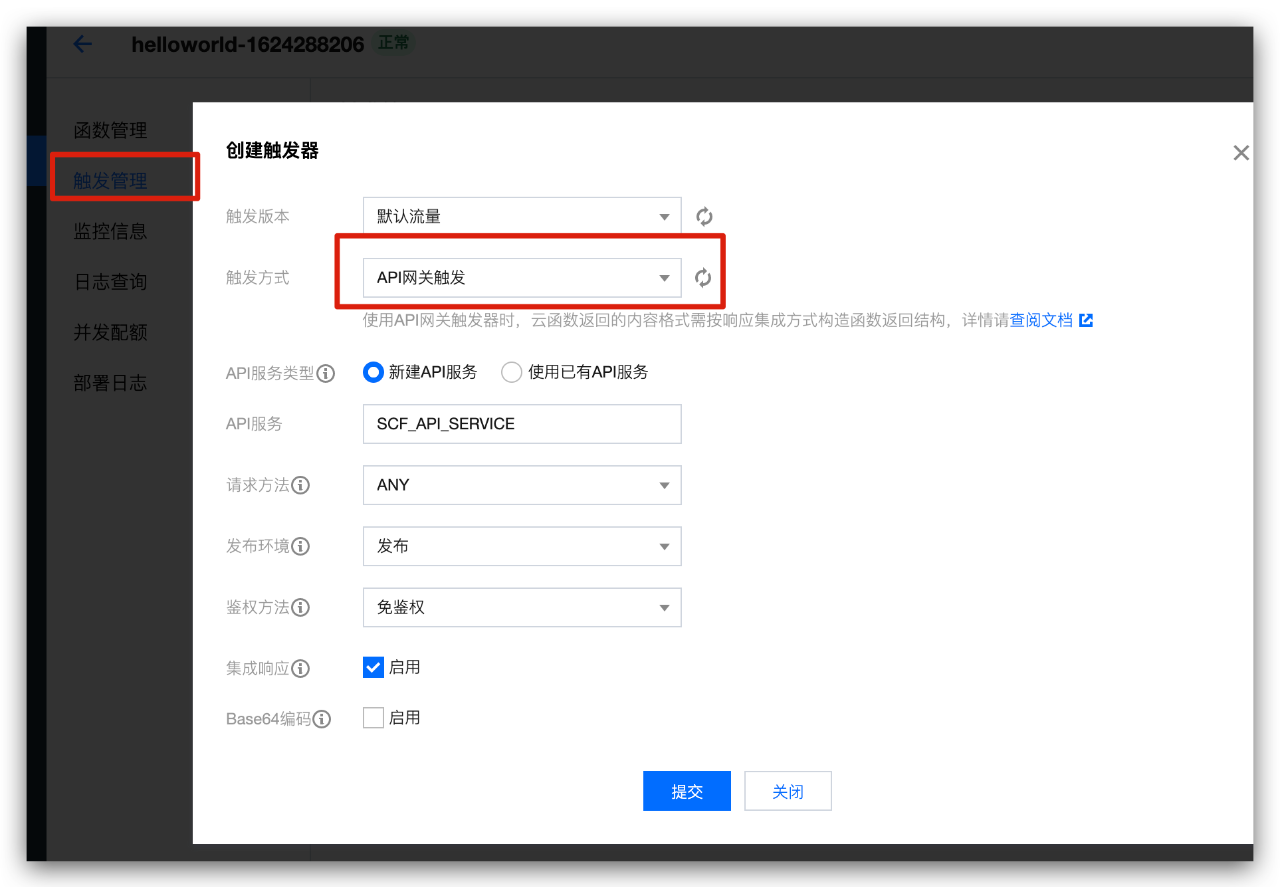 helloworld-1624288206 正常
函数管理
触发管理
监控信息
日志查询
并发配额
部署日志
创建触发器
触发版本 默认流量
触发方式 API网关触发
使用API网关触发器时，云函数返回的内容格式需按响应集成方式构造函数返回结构，详情请查阅文档
API服务类型 新建API服务 使用已有API服务
API服务 SCF_API_SERVICE
请求方法 ANY
发布环境 发布
鉴权方法 免鉴权
集成响应 启用
Base64编码 启用
提交 关闭